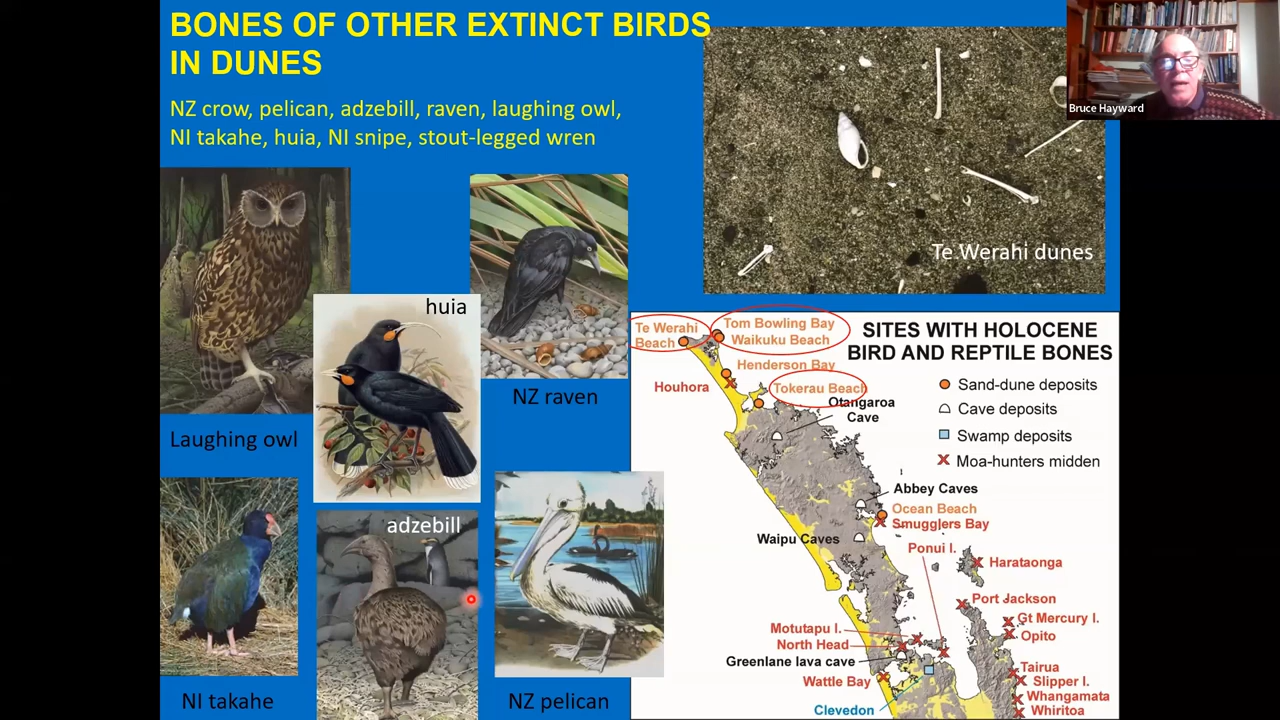 BONES OF OTHER EXTINCT BIRDS
IN DUNES
NZ crow, pelican, adzebill, raven, laughing owl,
NI takahe, huia, NI snipe, stout-legged wren
Bruce Hayward
Te Werahi dunes
huia
NZ raven
Laughing owl
adzebill
NI takahe
NZ pelican
SITES WITH HOLOCENE
BIRD AND REPTILE BONES
Sand-dune deposits
Cave deposits
Swamp deposits
Moa-hunters midden
Te Werahi
Beach
Tom Bowling Bay
Waikuku Beach
Henderson Bay
Houhora
Tokerau Beach
Otangaroa
Cave
Abbey Caves
Ocean Beach
Smugglers Bay
Waipu Caves
Ponui I.
Harataonga
Port Jackson
Gt Mercury I.
Opito
Motutapu I.
North Head
Greenlane lava cave
Wattle Bay
Tairua
Slipper I.
Whangamata
Whiritoa
Clevedon